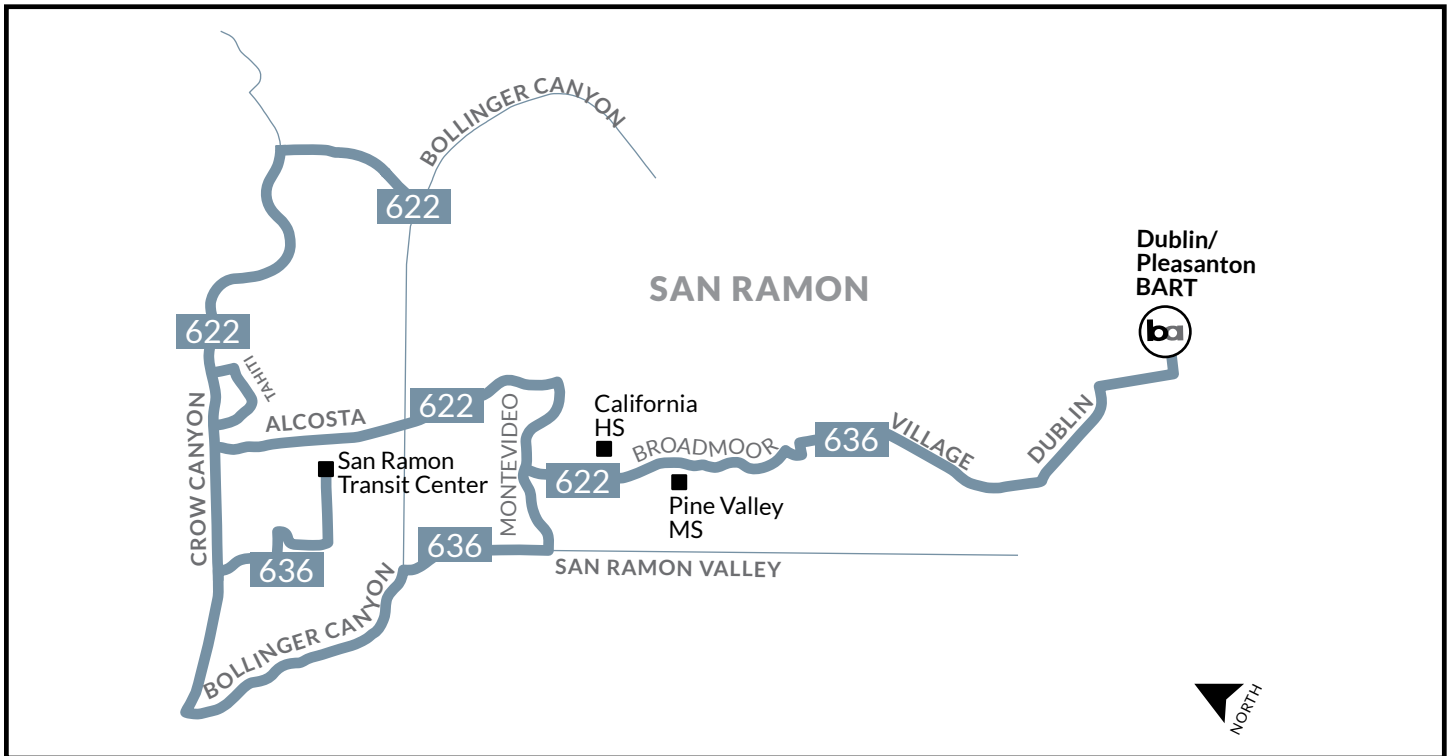 BOLLINGER CANYON
622
SAN RAMON
Dublin/
Pleasanton
BART
ba
622
TAHITI
CROW CANYON
ALCOSTA
622
MONTEVIDEO
California
HS
BROADMOOR
636
VILLAGE
DUBLIN
San Ramon
Transit Center
622
Pine Valley
MS
636
636
SAN RAMON VALLEY
BOLLINGER CANYON
NORTH